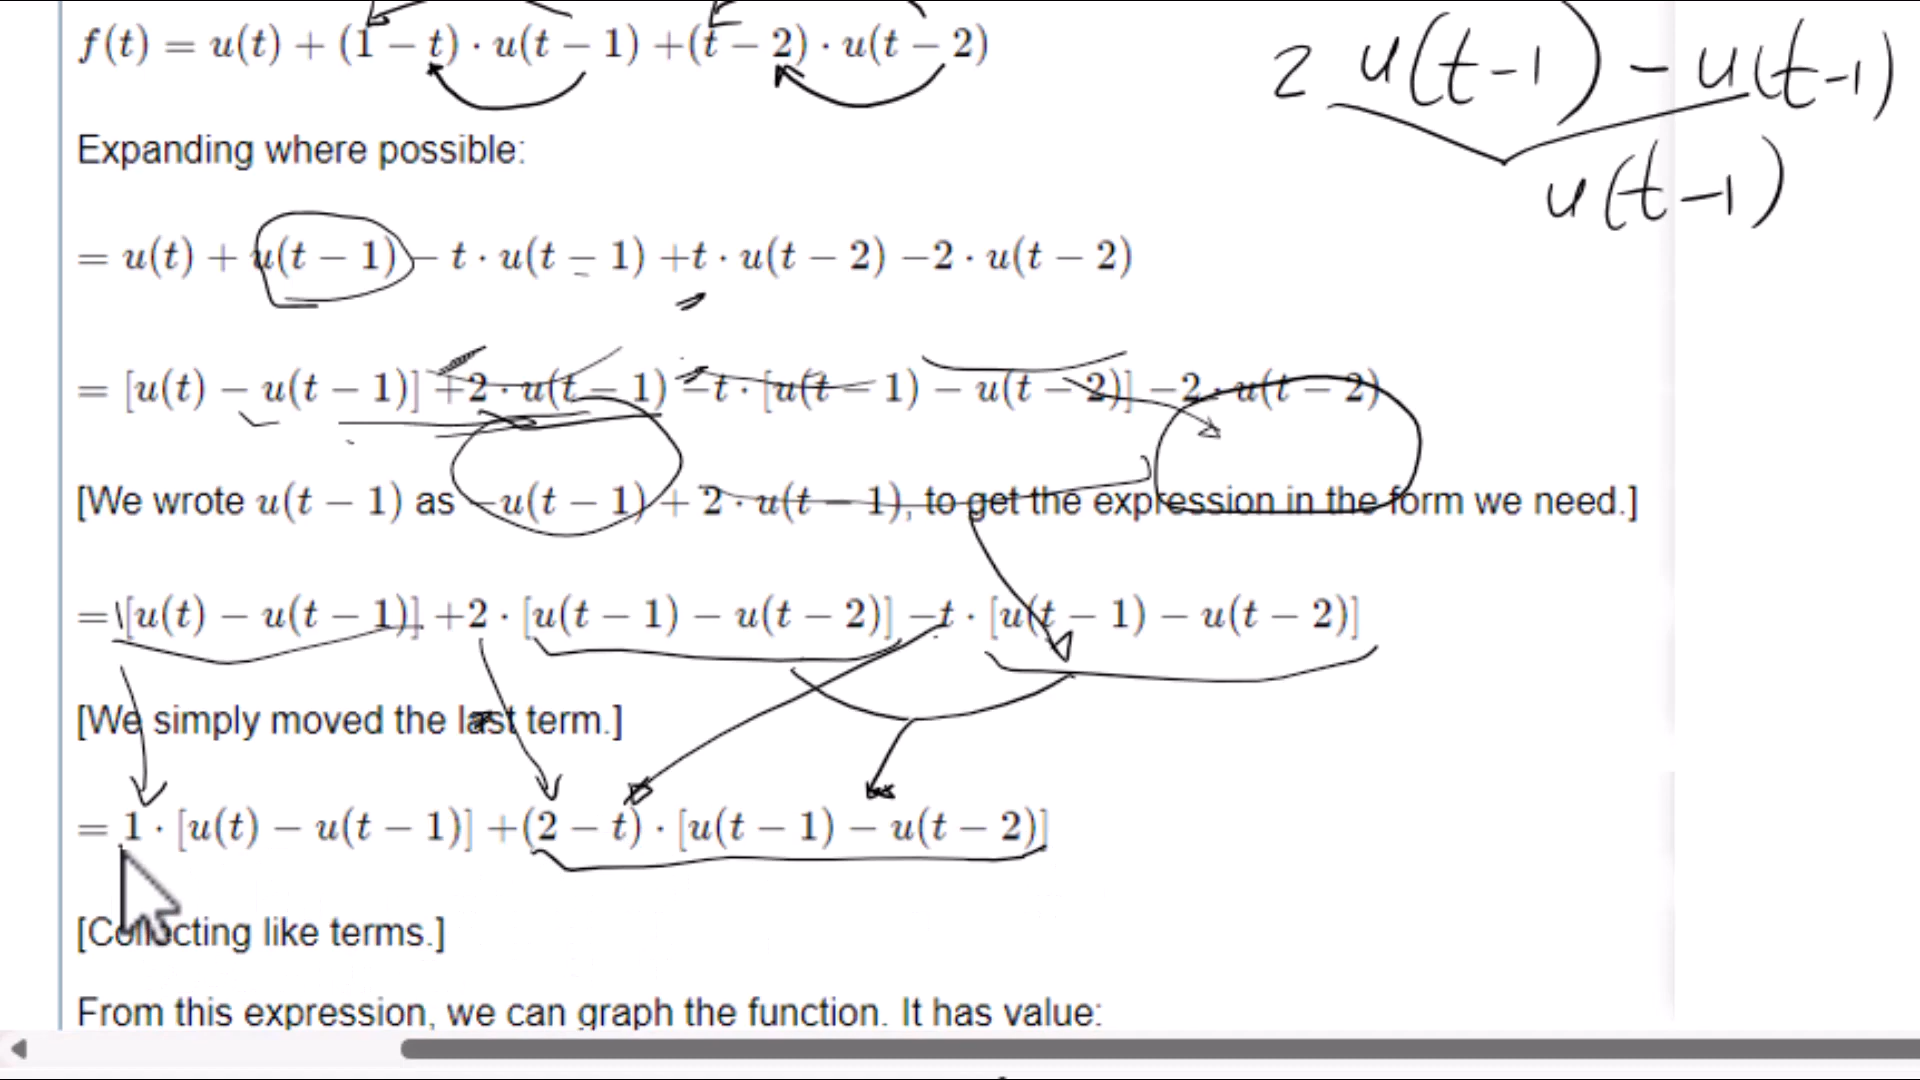 f(t) = u(t) + (1 − t) · u(t − 1) +(t − 2) · u(t − 2)
2 u(t-1) - u(t-1)
u(t-1)
Expanding where possible:
= u(t) + u(t − 1) − t · u(t − 1) +t · u(t − 2) −2 · u(t − 2)
= [u(t) − u(t − 1)] +2 · u(t − 1) −t · [u(t − 1) − u(t − 2)] −2 · u(t − 2)
[We wrote u(t − 1) as −u(t − 1) + 2 · u(t − 1), to get the expression in the form we need.]
= [u(t) − u(t − 1)] +2 · [u(t − 1) − u(t − 2)] −t · [u(t − 1) − u(t − 2)]
[We simply moved the last term.]
= 1 · [u(t) − u(t − 1)] +(2 − t) · [u(t − 1) − u(t − 2)]
[Collecting like terms.]
From this expression, we can graph the function. It has value: